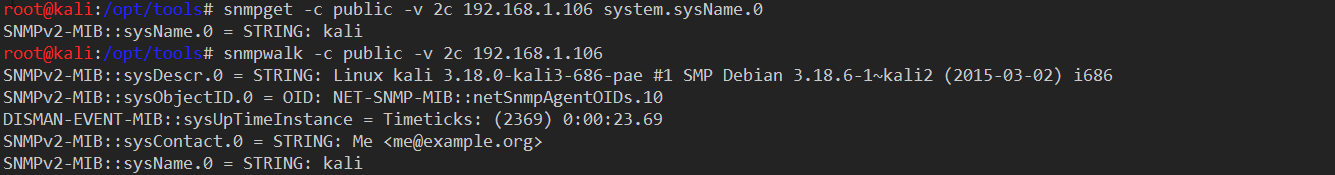 root@kali:/opt/tools# snmpget -c public -v 2c 192.168.1.106 system.sysName.0
SNMPv2-MIB::sysName.0 = STRING: kali
root@kali:/opt/tools# snmpwalk -c public -v 2c 192.168.1.106
SNMPv2-MIB::sysDescr.0 = STRING: Linux kali 3.18.0-kali3-686-pae #1 SMP Debian 3.18.6-1~kali2 (2015-03-02) i686
SNMPv2-MIB::sysObjectID.0 = OID: NET-SNMP-MIB::netSnmpAgentOIDs.10
DISMAN-EVENT-MIB::sysUpTimeInstance = Timeticks: (2369) 0:00:23.69
SNMPv2-MIB::sysContact.0 = STRING: Me <me@example.org>
SNMPv2-MIB::sysName.0 = STRING: kali